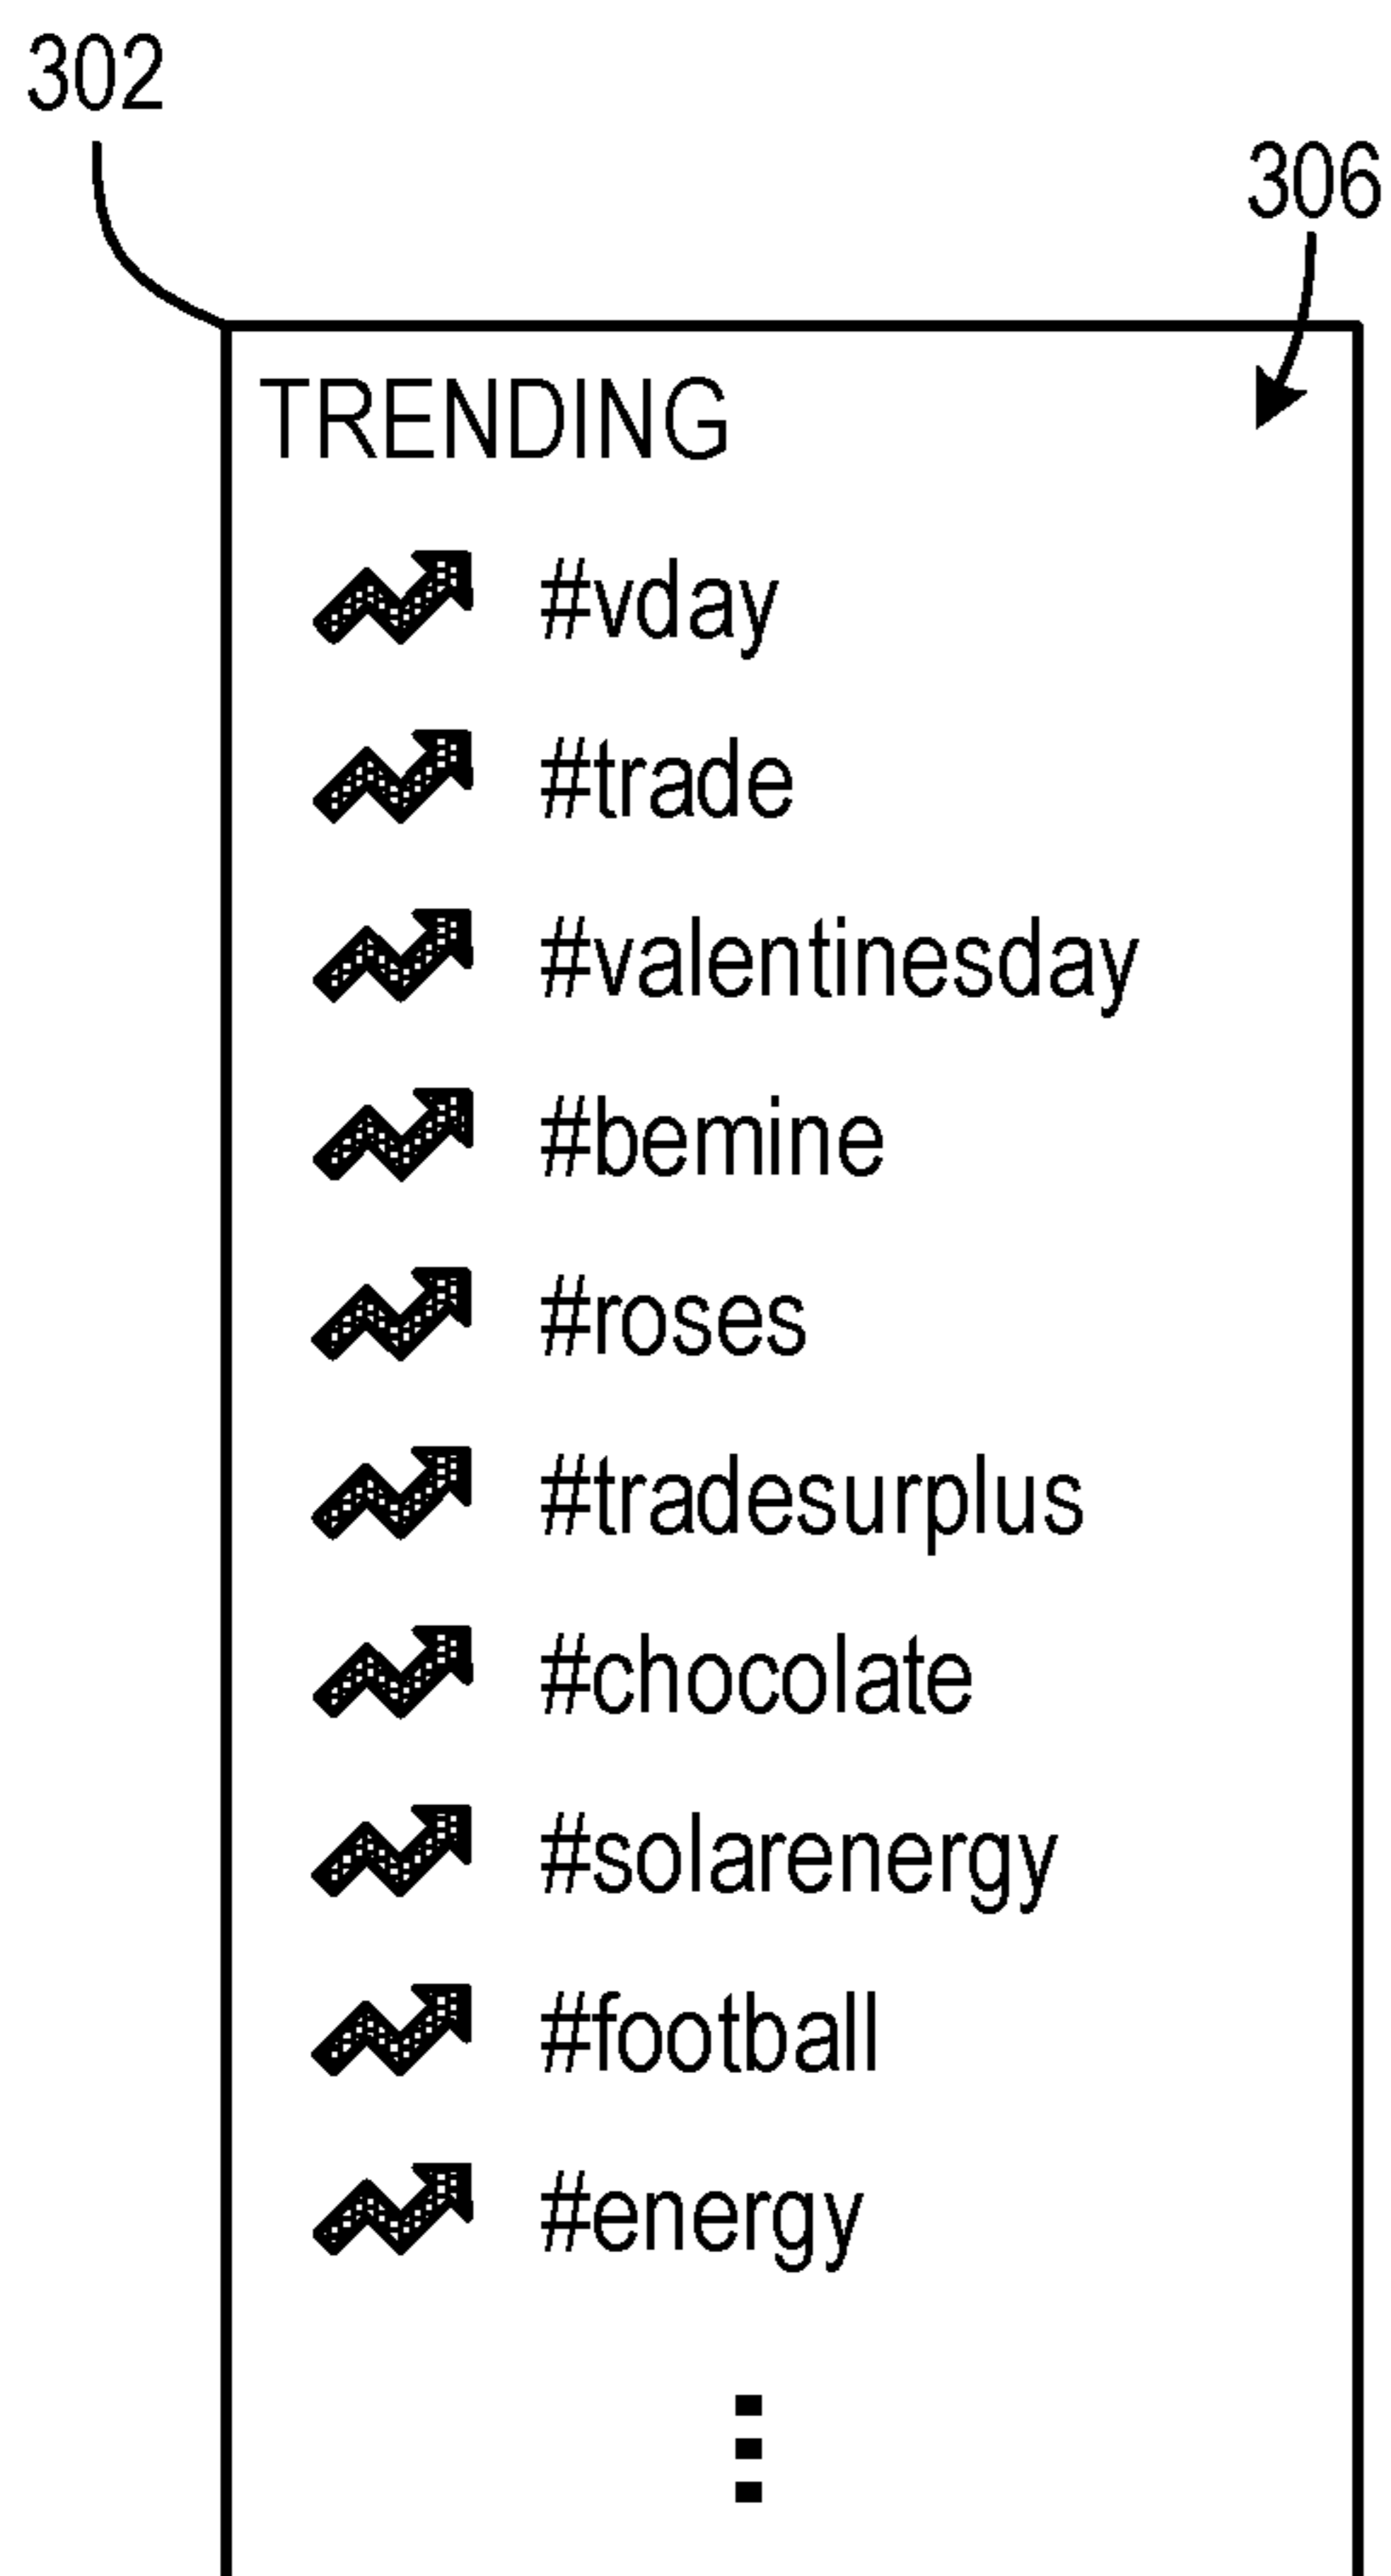 302
306
TRENDING
#vday
#trade
#valentinesday
#bemine
#roses
#tradesurplus
#chocolate
#solarenergy
#football
#energy